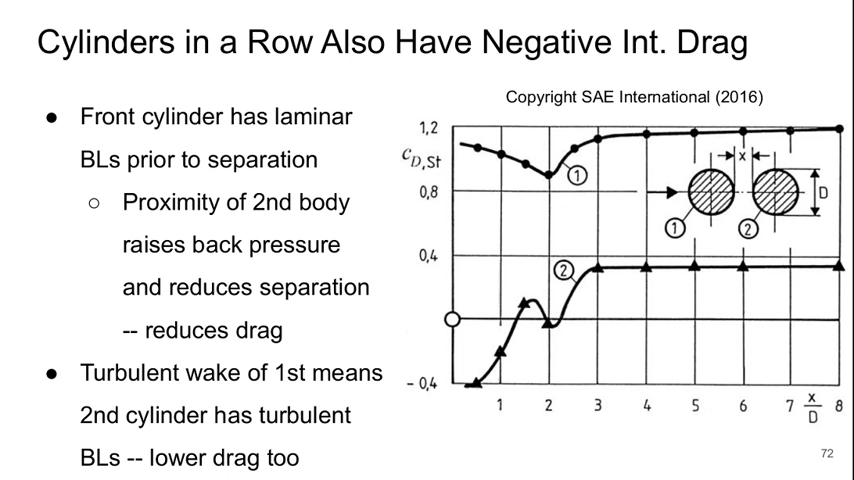 Cylinders in a Row Also Have Negative Int. Drag
● Front cylinder has laminar
BLs prior to separation
○ Proximity of 2nd body
raises back pressure
and reduces separation
-- reduces drag
● Turbulent wake of 1st means
2nd cylinder has turbulent
BLs -- lower drag too
Copyright SAE International (2016)
1,2
c_D,St
0,8
0,4
- 0,4
1
2
x
D
1
2
1 2 3 4 5 6 7 x/D 8
72